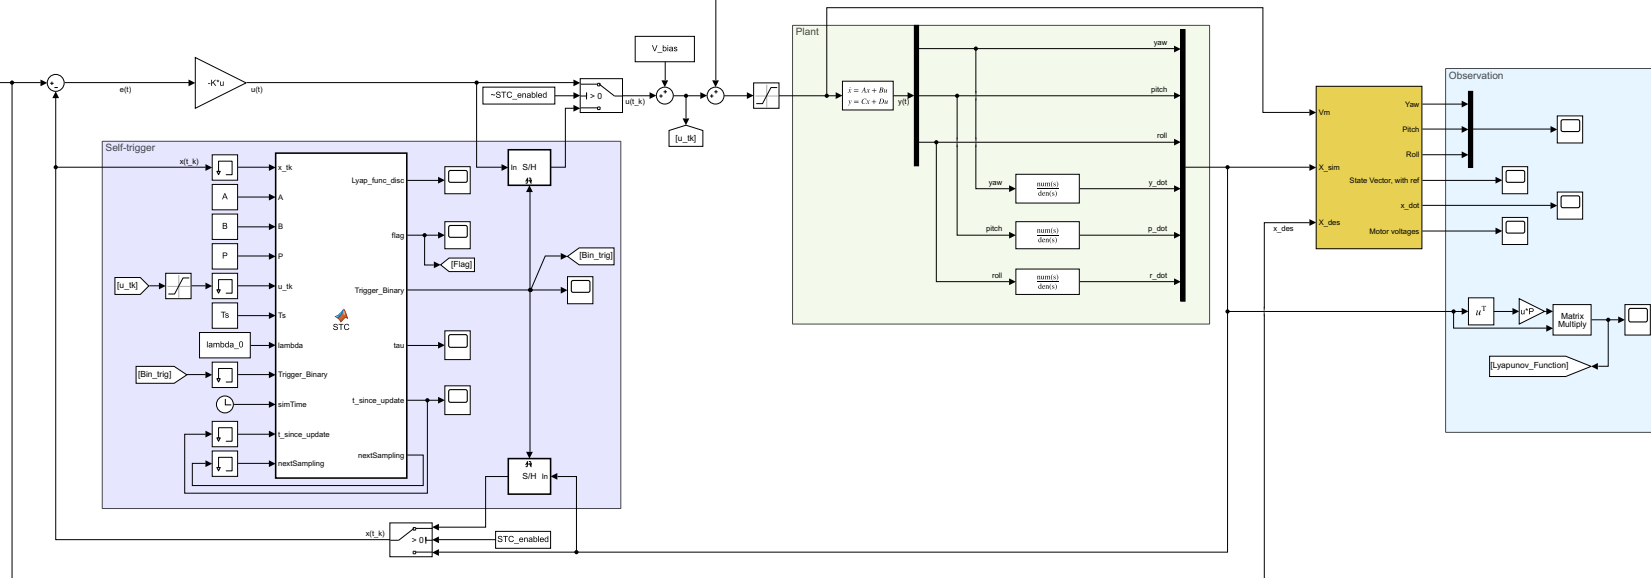 Plant
V_bias
yaw
Observation
-K*u
e(t)
u(t)
~STC_enabled
> 0
u(t_k)
[u_tk]
ẋ = Ax + Bu
y = Cx + Du
y(t)
pitch
roll
Vm
X_sim
X_des
Yaw
Pitch
Roll
State Vector, with ref
x_dot
Motor voltages
x_des
yaw
num(s)
den(s)
y_dot
pitch
num(s)
den(s)
p_dot
roll
num(s)
den(s)
r_dot
Self-trigger
x(t_k)
x_tk
A
A
B
B
P
P
[u_tk]
u_tk
Ts
Ts
lambda_0
lambda
[Bin_trig]
Trigger_Binary
simTime
t_since_update
nextSampling
STC
Lyap_func_disc
flag
[Flag]
Trigger_Binary
tau
t_since_update
nextSampling
In
S/H
[Bin_trig]
S/H
In
x(t_k)
> 0
STC_enabled
uᵀ
u*P
Matrix
Multiply
[Lyapunov_Function]